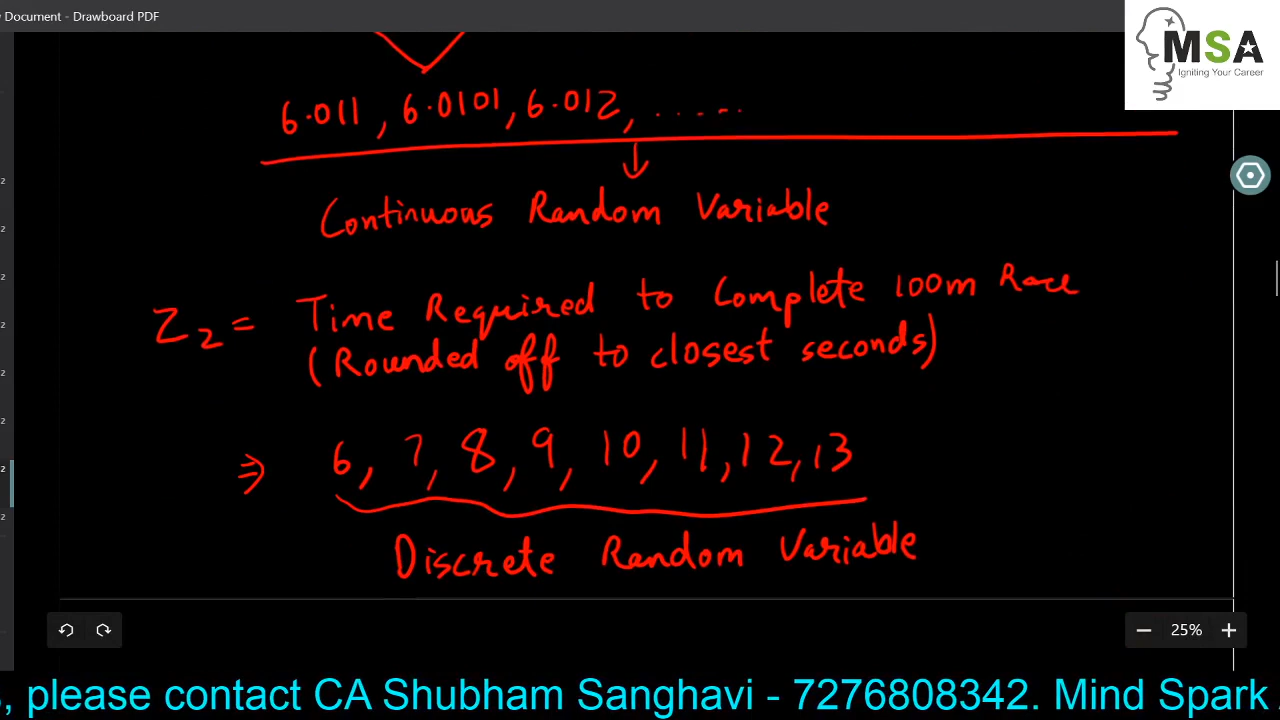 Document - Drawboard PDF
MSA
Igniting Your Career
6.011, 6.0101, 6.012, ......
Continuous Random Variable
Z2 = Time Required to Complete 100m Race
(Rounded off to closest seconds)
⇒ 6, 7, 8, 9, 10, 11, 12, 13
Discrete Random Variable
25%
please contact CA Shubham Sanghavi - 7276808342. Mind Spark